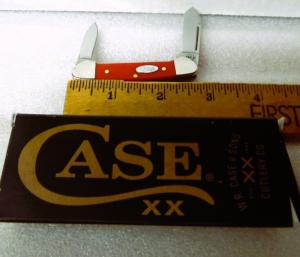 1 2 3 4
FIRST
CASE®
XX
W.R. CASE & SONS
XX
CUTLERY CO.